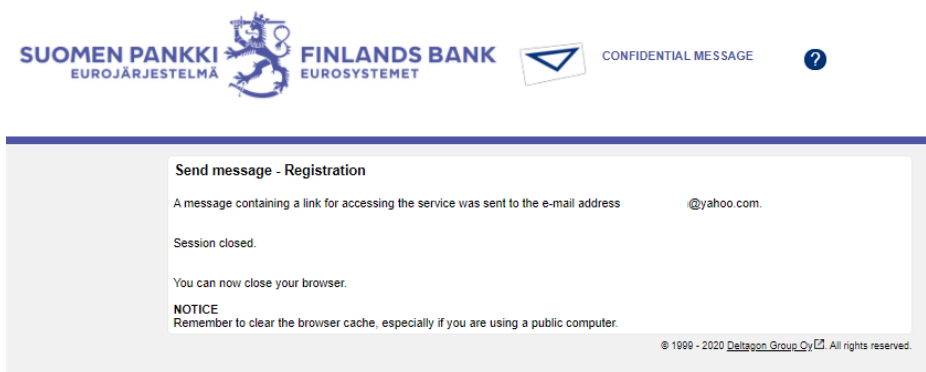 SUOMEN PANKKI
EUROJÄRJESTELMÄ
FINLANDS BANK
EUROSYSTEMET
CONFIDENTIAL MESSAGE
?
Send message - Registration
A message containing a link for accessing the service was sent to the e-mail address @yahoo.com.
Session closed.
You can now close your browser.
NOTICE
Remember to clear the browser cache, especially if you are using a public computer.
© 1999 - 2020 Deltagon Group Oy. All rights reserved.